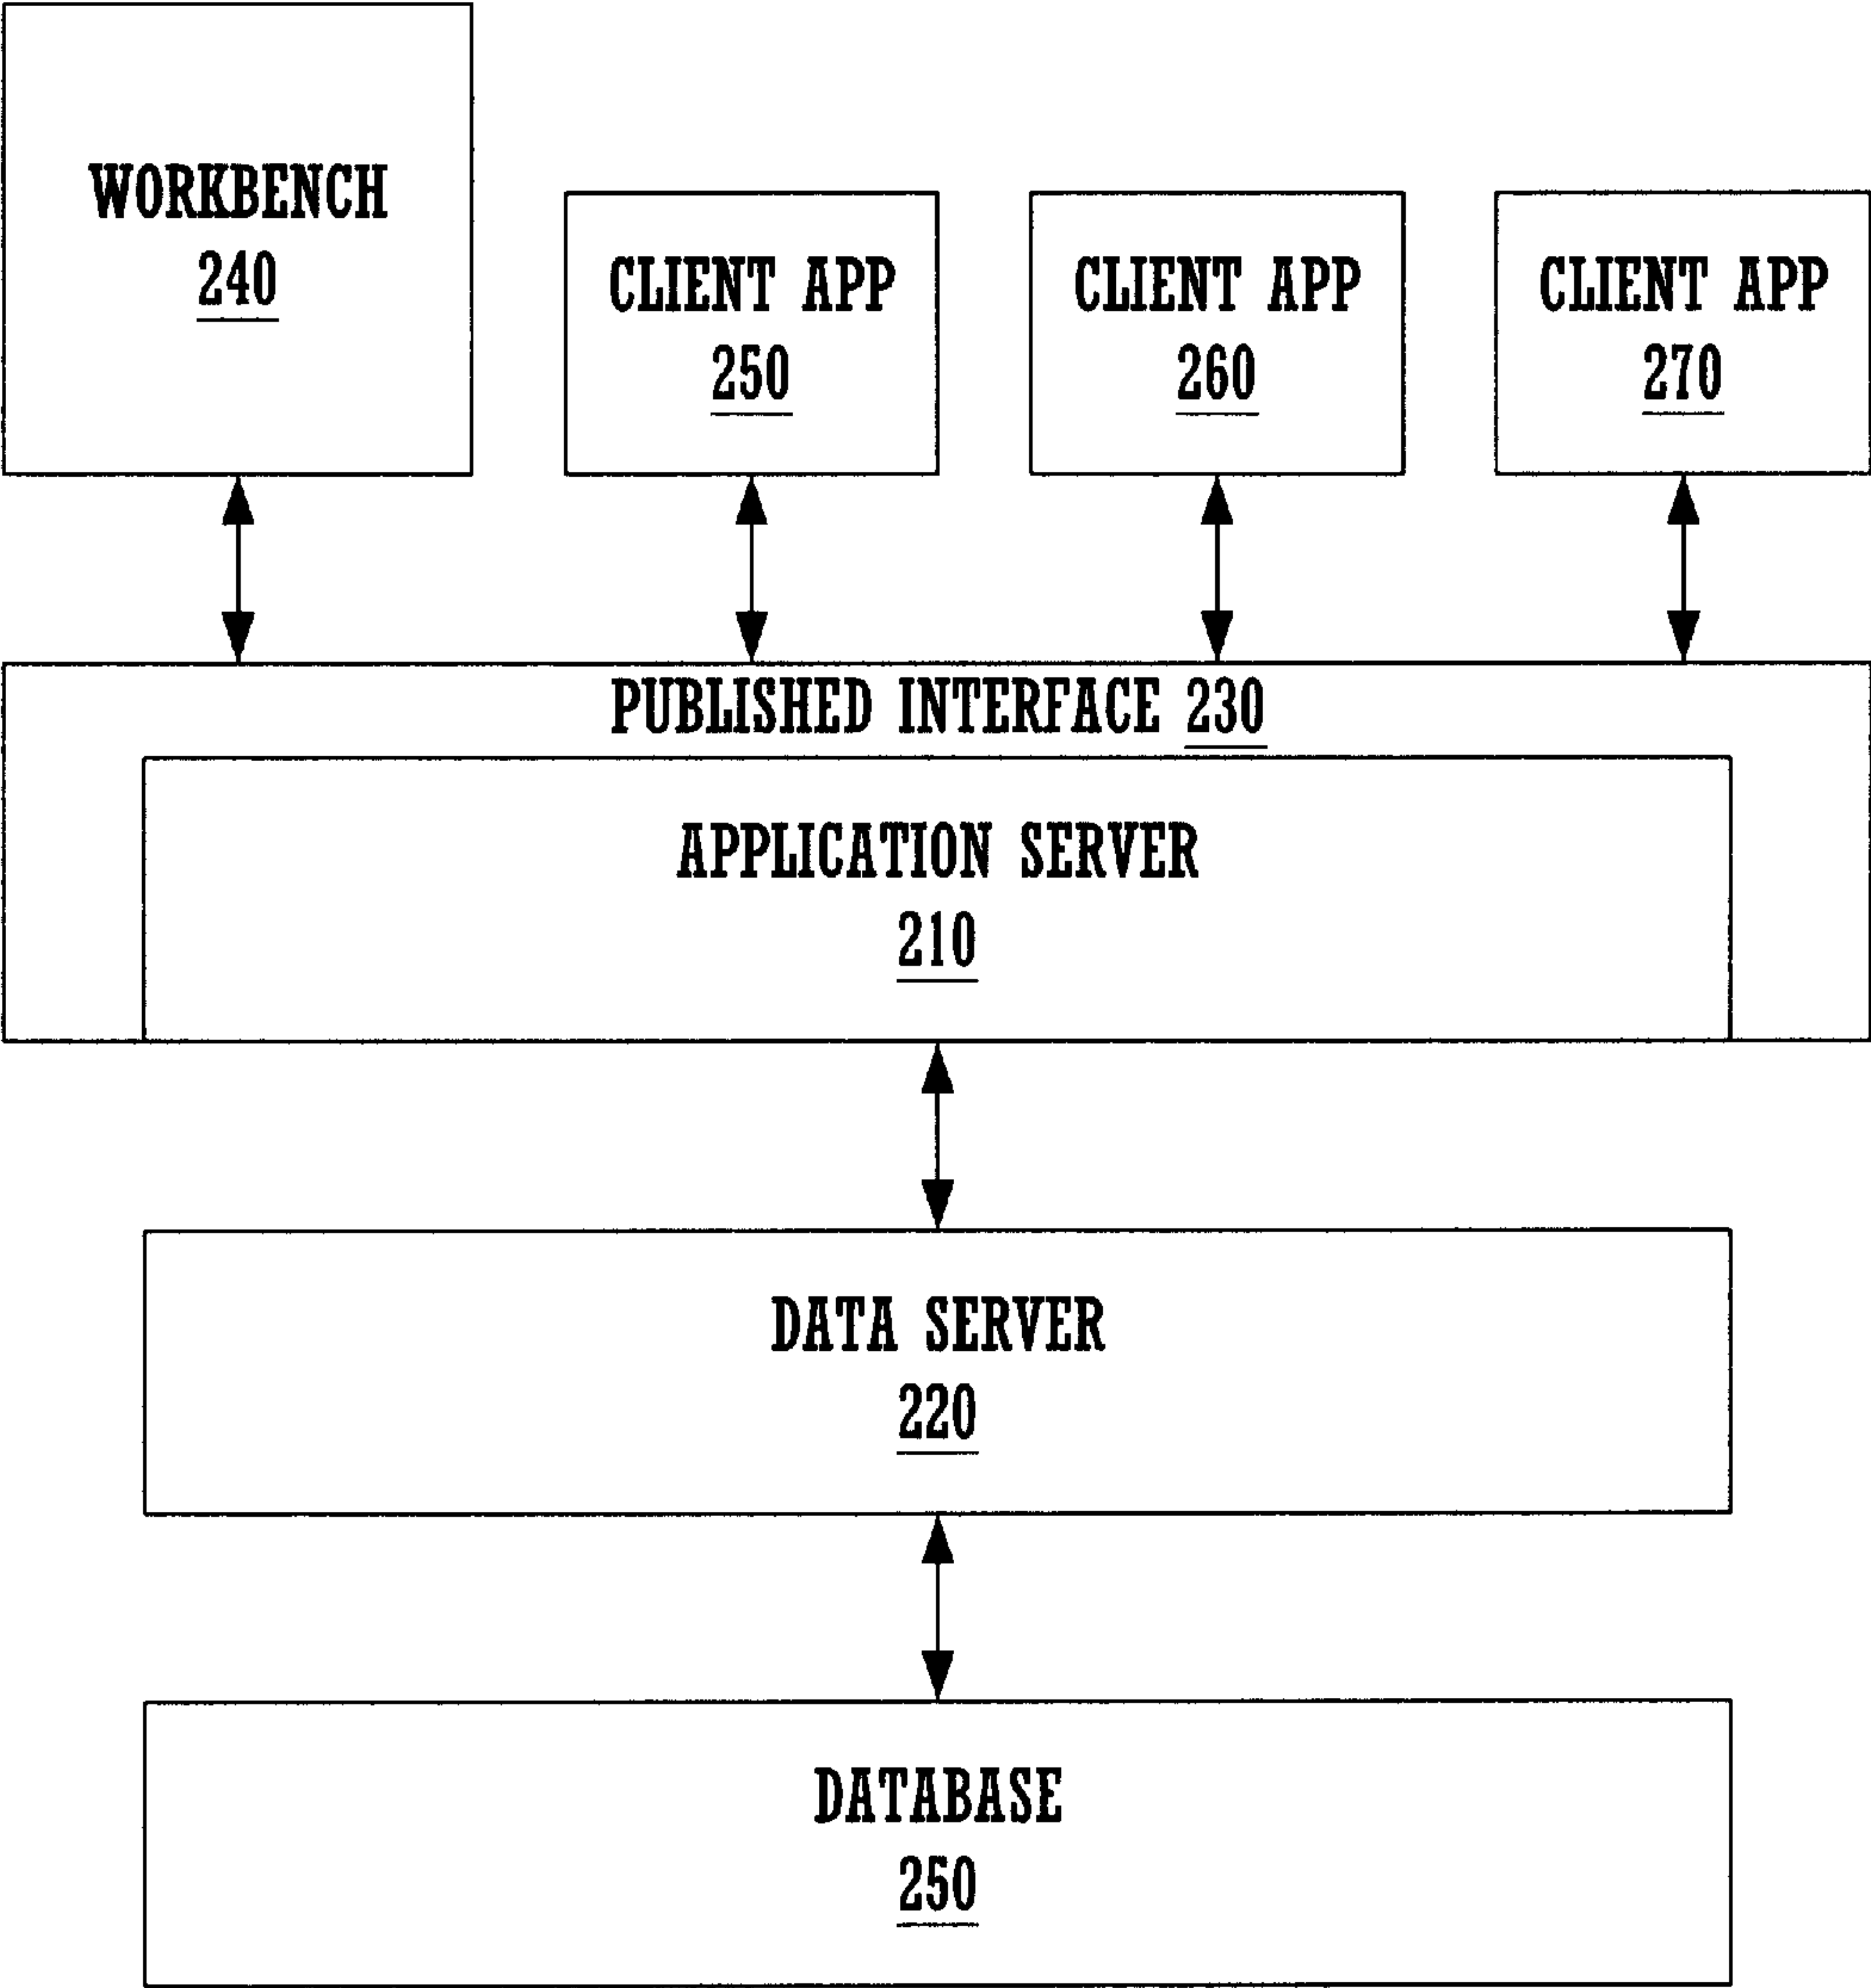 WORKBENCH
240
CLIENT APP
250
CLIENT APP
260
CLIENT APP
270
PUBLISHED INTERFACE 230
APPLICATION SERVER
210
DATA SERVER
220
DATABASE
250